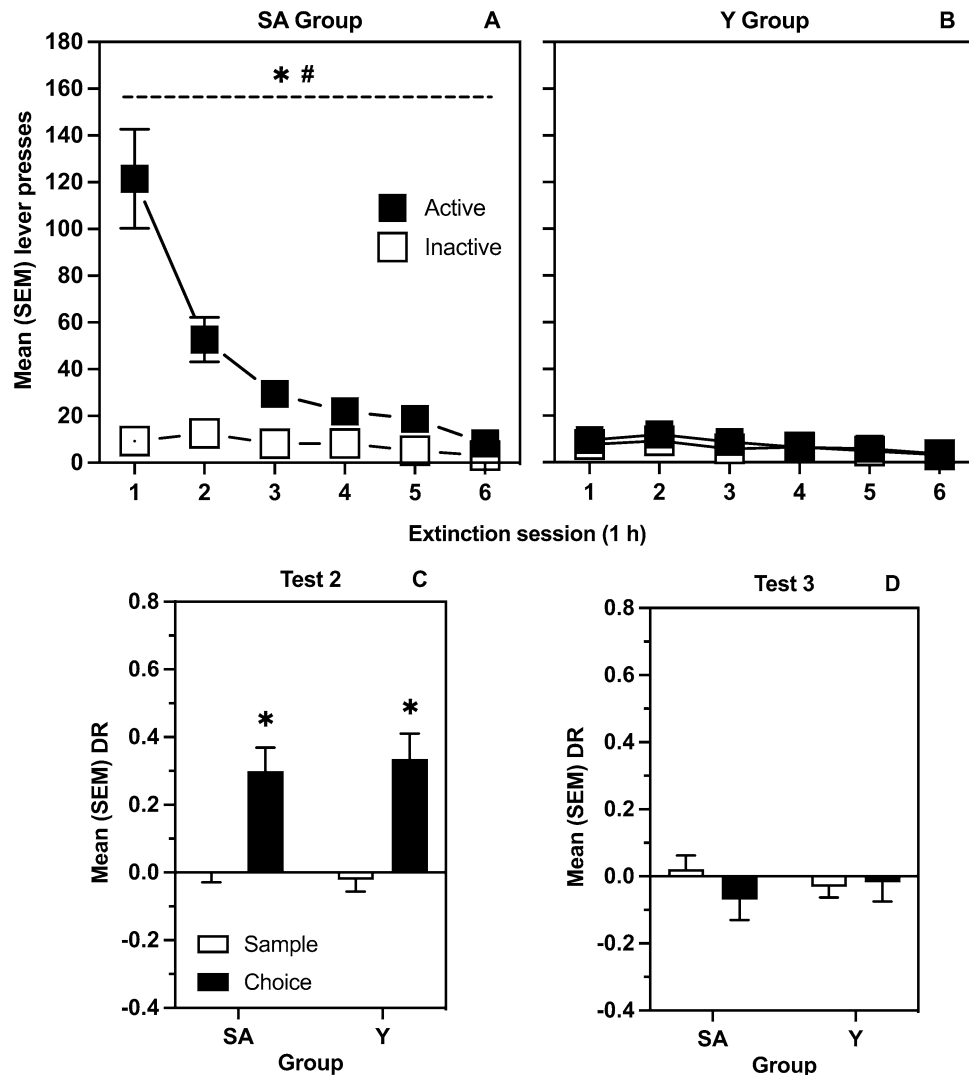 SA Group A
Y Group B
Mean (SEM) lever presses
180
160
140
120
100
80
60
40
20
0
* #
Active
Inactive
1 2 3 4 5 6
1 2 3 4 5 6
Extinction session (1 h)
Test 2 C
Mean (SEM) DR
0.8
0.6
0.4
0.2
0.0
-0.2
-0.4
*
*
Sample
Choice
SA Y
Group
Test 3 D
Mean (SEM) DR
0.8
0.6
0.4
0.2
0.0
-0.2
-0.4
SA Y
Group